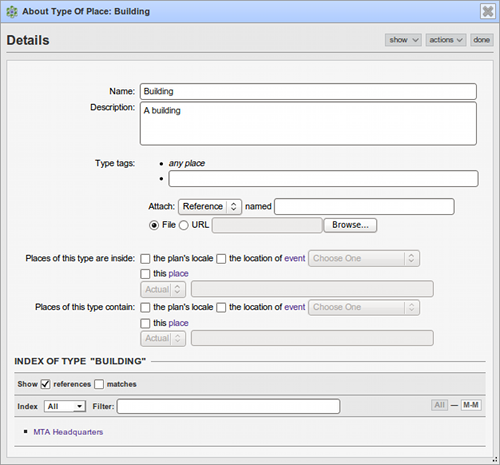 About Type Of Place: Building
Details
show actions done
Name: Building
Description: A building
Type tags: • any place
•
Attach: Reference named
File URL Browse...
Places of this type are inside: the plan's locale the location of event Choose One
this place
Actual
Places of this type contain: the plan's locale the location of event Choose One
this place
Actual
INDEX OF TYPE "BUILDING"
Show references matches
Index All Filter: All — M-M
MTA Headquarters